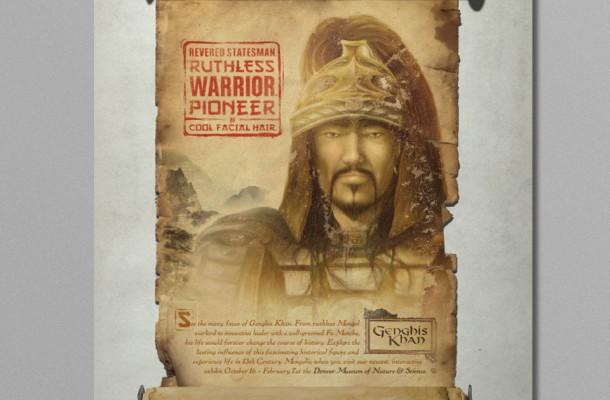 REVERED STATESMAN
RUTHLESS
WARRIOR
PIONEER
OF
COOL FACIAL HAIR.
See the many faces of Genghis Khan. From ruthless Mongol
warlord to innovative leader with a well-groomed Fu Manchu,
his life would forever change the course of history. Explore the
lasting influence of this fascinating historical figure and
experience life in 13th Century Mongolia when you visit our newest, interactive
exhibit October 16 – February 7 at the Denver Museum of Nature & Science.
Genghis
Khan